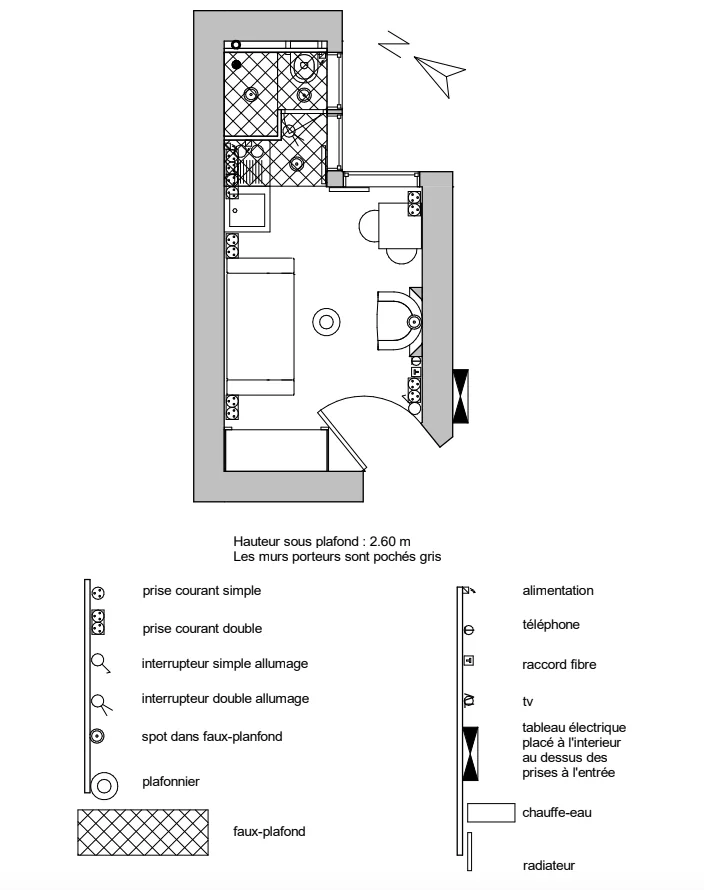 N
Hauteur sous plafond : 2.60 m
Les murs porteurs sont pochés gris
prise courant simple
prise courant double
interrupteur simple allumage
interrupteur double allumage
spot dans faux-planfond
plafonnier
faux-plafond
alimentation
téléphone
raccord fibre
tv
tableau électrique
placé à l'interieur
au dessus des
prises à l'entrée
chauffe-eau
radiateur